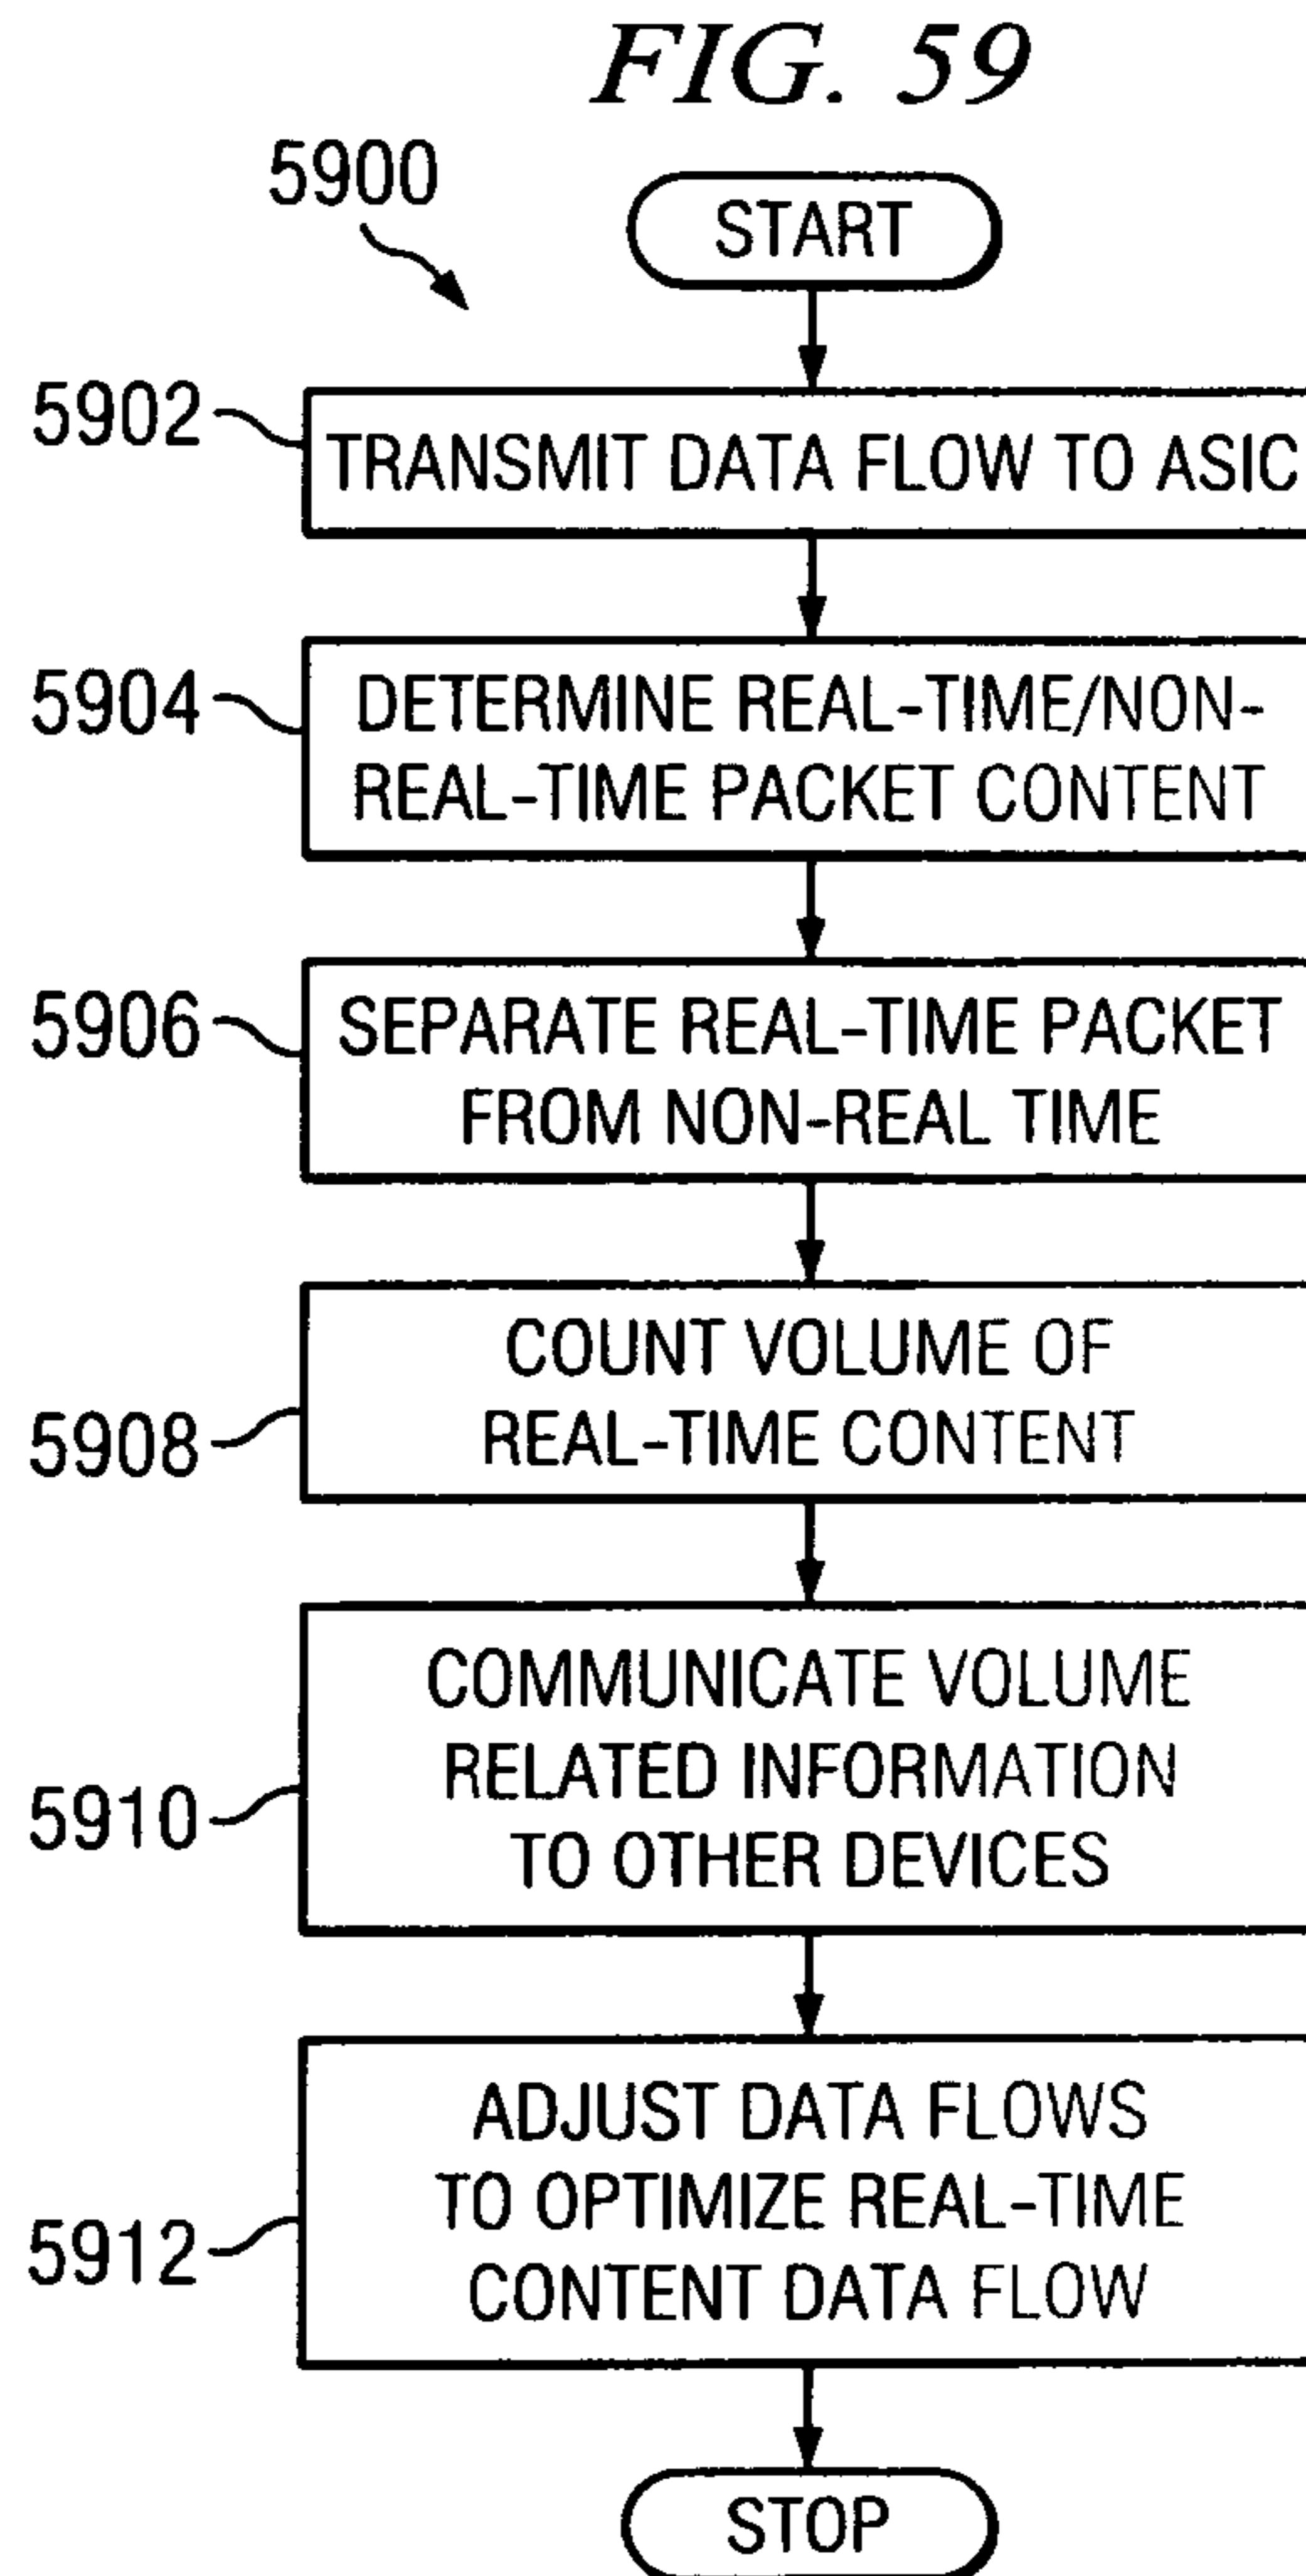 FIG. 59
5900
START
5902
TRANSMIT DATA FLOW TO ASIC
5904
DETERMINE REAL-TIME/NON-
REAL-TIME PACKET CONTENT
5906
SEPARATE REAL-TIME PACKET
FROM NON-REAL TIME
5908
COUNT VOLUME OF
REAL-TIME CONTENT
5910
COMMUNICATE VOLUME
RELATED INFORMATION
TO OTHER DEVICES
5912
ADJUST DATA FLOWS
TO OPTIMIZE REAL-TIME
CONTENT DATA FLOW
STOP